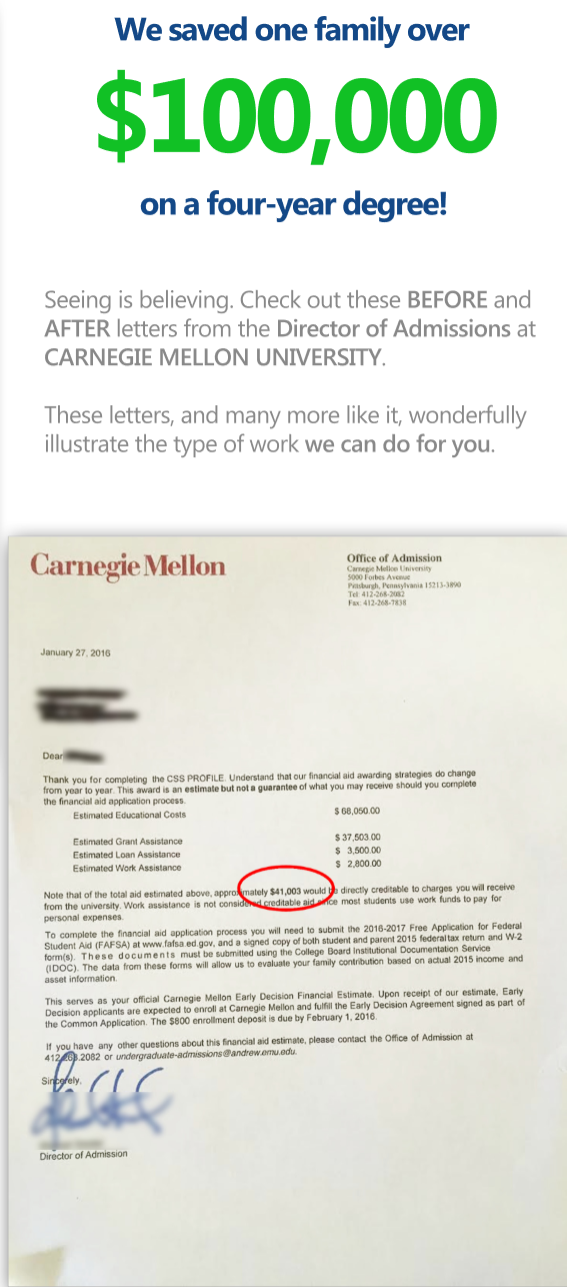 We saved one family over
$100,000
on a four-year degree!
Seeing is believing. Check out these BEFORE and
AFTER letters from the Director of Admissions at
CARNEGIE MELLON UNIVERSITY.
These letters, and many more like it, wonderfully
illustrate the type of work we can do for you.
Carnegie Mellon
Office of Admission
Carnegie Mellon University
5000 Forbes Avenue
Pittsburgh, Pennsylvania 15213-3890
Tel: 412-268-2082
Fax: 412-268-7838
January 27, 2016
Dear
Thank you for completing the CSS PROFILE. Understand that our financial aid awarding strategies do change
from year to year. This award is an estimate but not a guarantee of what you may receive should you complete
the financial aid application process.
Estimated Educational Costs $ 68,060.00
Estimated Grant Assistance $ 37,503.00
Estimated Loan Assistance $ 3,500.00
Estimated Work Assistance $ 2,800.00
Note that of the total aid estimated above, approximately $41,003 would be directly creditable to charges you will receive
from the university. Work assistance is not considered creditable aid since most students use work funds to pay for
personal expenses.
To complete the financial aid application process you will need to submit the 2016-2017 Free Application for Federal
Student Aid (FAFSA) at www.fafsa.ed.gov, and a signed copy of both student and parent 2015 federal tax return and W-2
form(s). These documents must be submitted using the College Board Institutional Documentation Service
(IDOC). The data from these forms will allow us to evaluate your family contribution based on actual 2015 income and
asset information.
This serves as your official Carnegie Mellon Early Decision Financial Estimate. Upon receipt of our estimate, Early
Decision applicants are expected to enroll at Carnegie Mellon and fulfill the Early Decision Agreement signed as part of
the Common Application. The $800 enrollment deposit is due by February 1, 2016.
If you have any other questions about this financial aid estimate, please contact the Office of Admission at
412.268.2082 or undergraduate-admissions@andrew.cmu.edu.
Sincerely,
Director of Admission